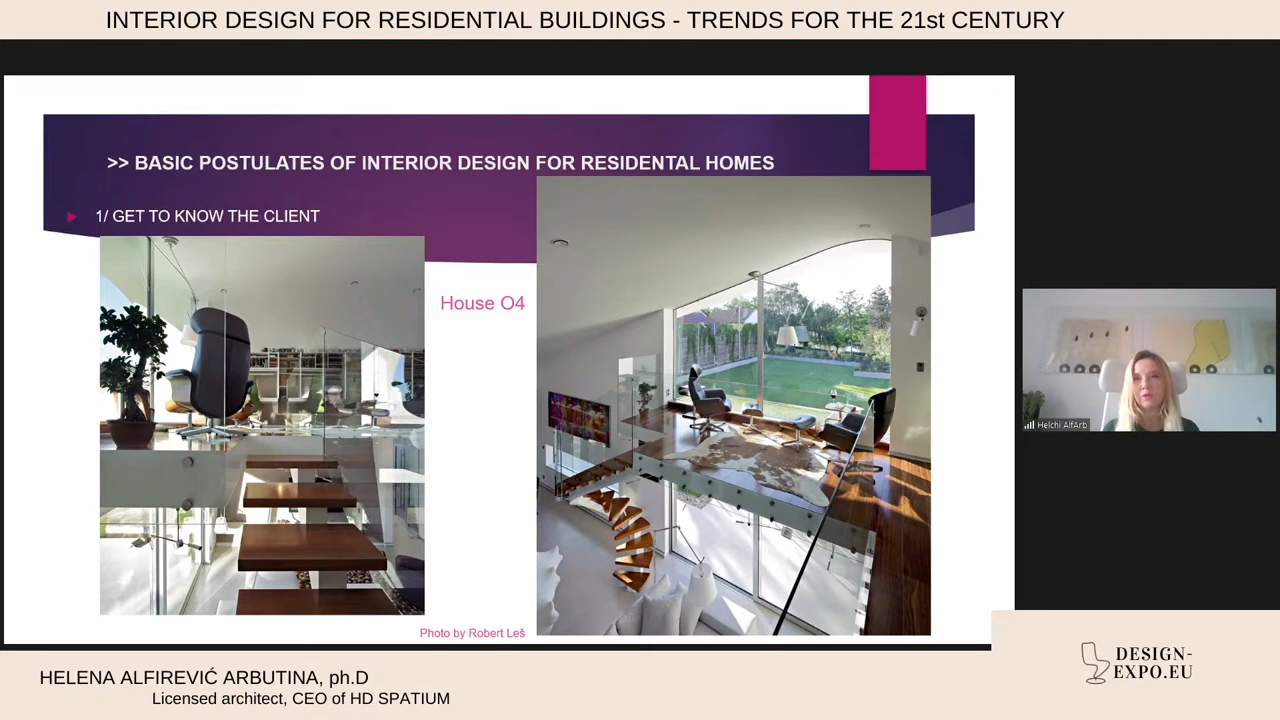 INTERIOR DESIGN FOR RESIDENTIAL BUILDINGS - TRENDS FOR THE 21st CENTURY
>> BASIC POSTULATES OF INTERIOR DESIGN FOR RESIDENTAL HOMES
1/ GET TO KNOW THE CLIENT
House O4
Photo by Robert Leš
Helchi AlfArb
HELENA ALFIREVIĆ ARBUTINA, ph.D
Licensed architect, CEO of HD SPATIUM
DESIGN-
EXPO.EU